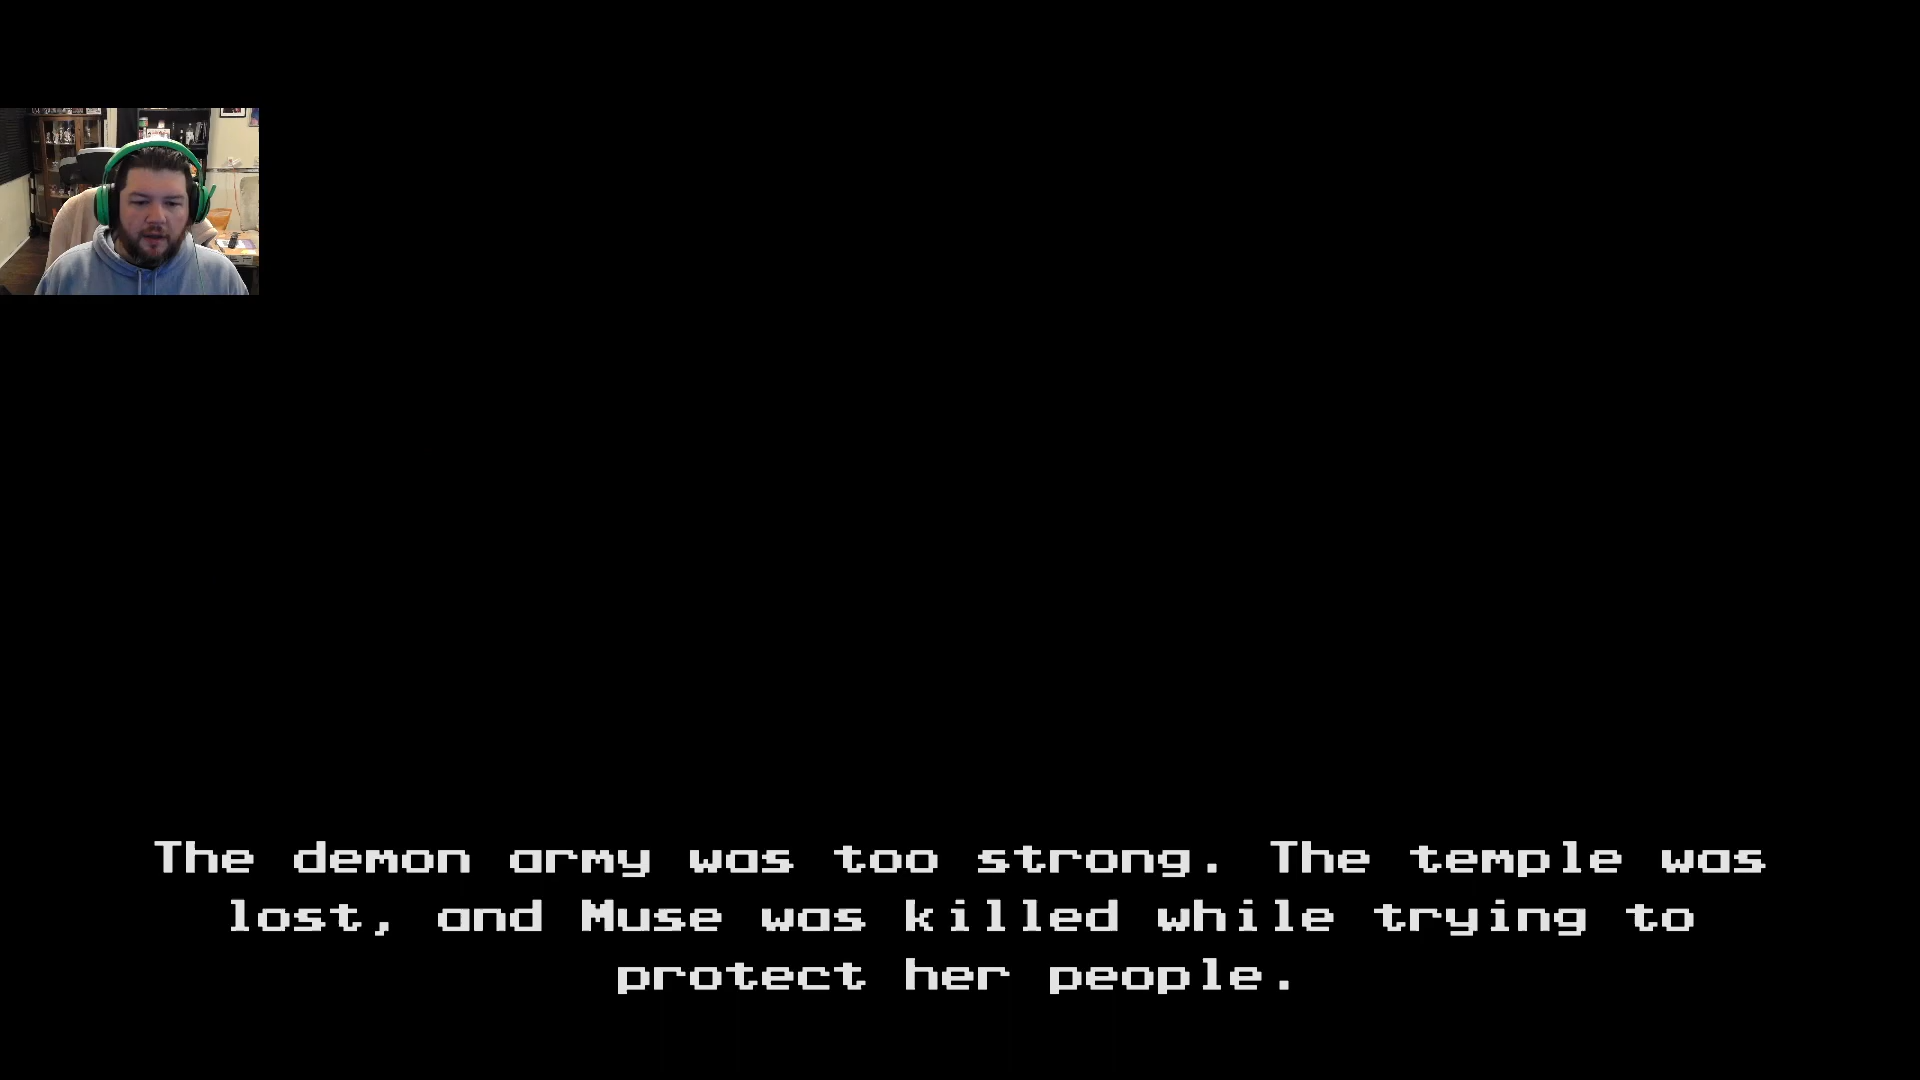 The demon army was too strong. The temple was
lost, and Muse was killed while trying to
protect her people.